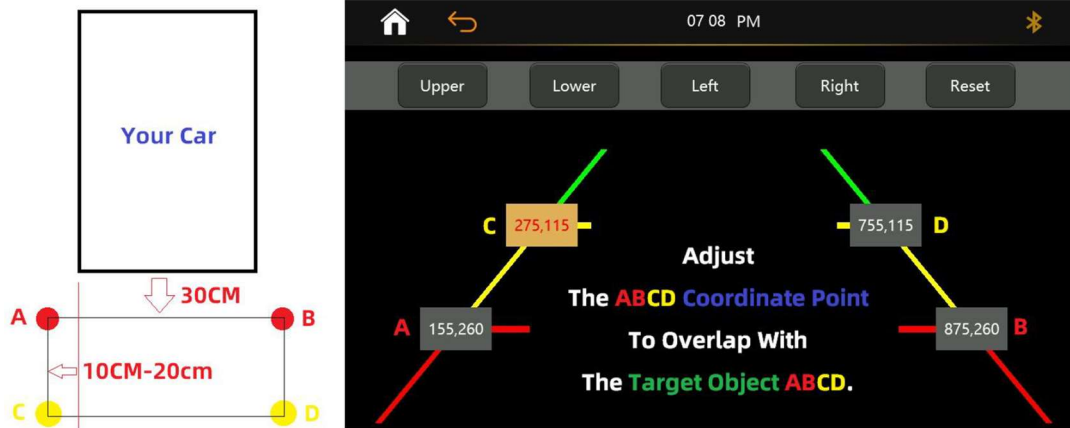 Your Car
30CM
A
B
10CM-20cm
C
D
07 08 PM
Upper
Lower
Left
Right
Reset
C
275,115
755,115
D
Adjust
The ABCD Coordinate Point
A
155,260
To Overlap With
875,260
B
The Target Object ABCD.